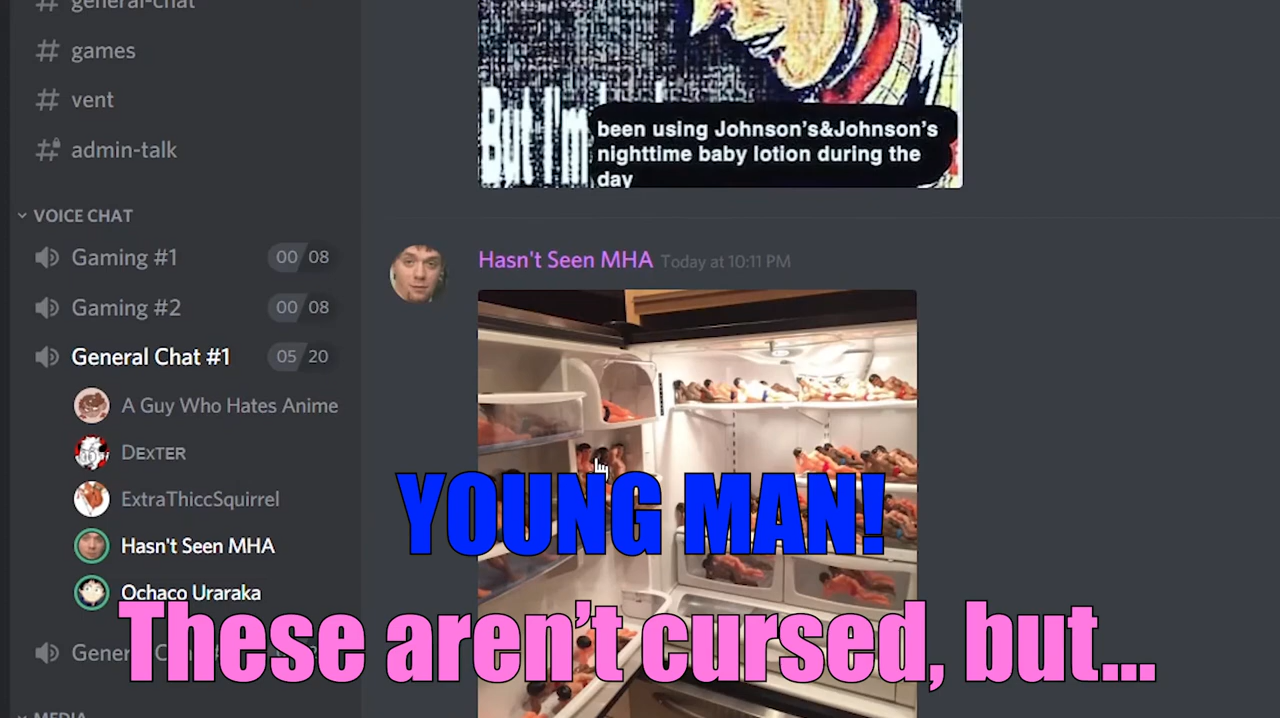 general-chat
games
vent
admin-talk
VOICE CHAT
Gaming #1
00 08
Gaming #2
00 08
General Chat #1
05 20
A Guy Who Hates Anime
DEXTER
ExtraThiccSquirrel
Hasn't Seen MHA
Ochaco Uraraka
MEDIA
But I'm
been using Johnson's&Johnson's
nighttime baby lotion during the
day
Hasn't Seen MHA Today at 10:11 PM
YOUNG MAN!
These aren't cursed, but...